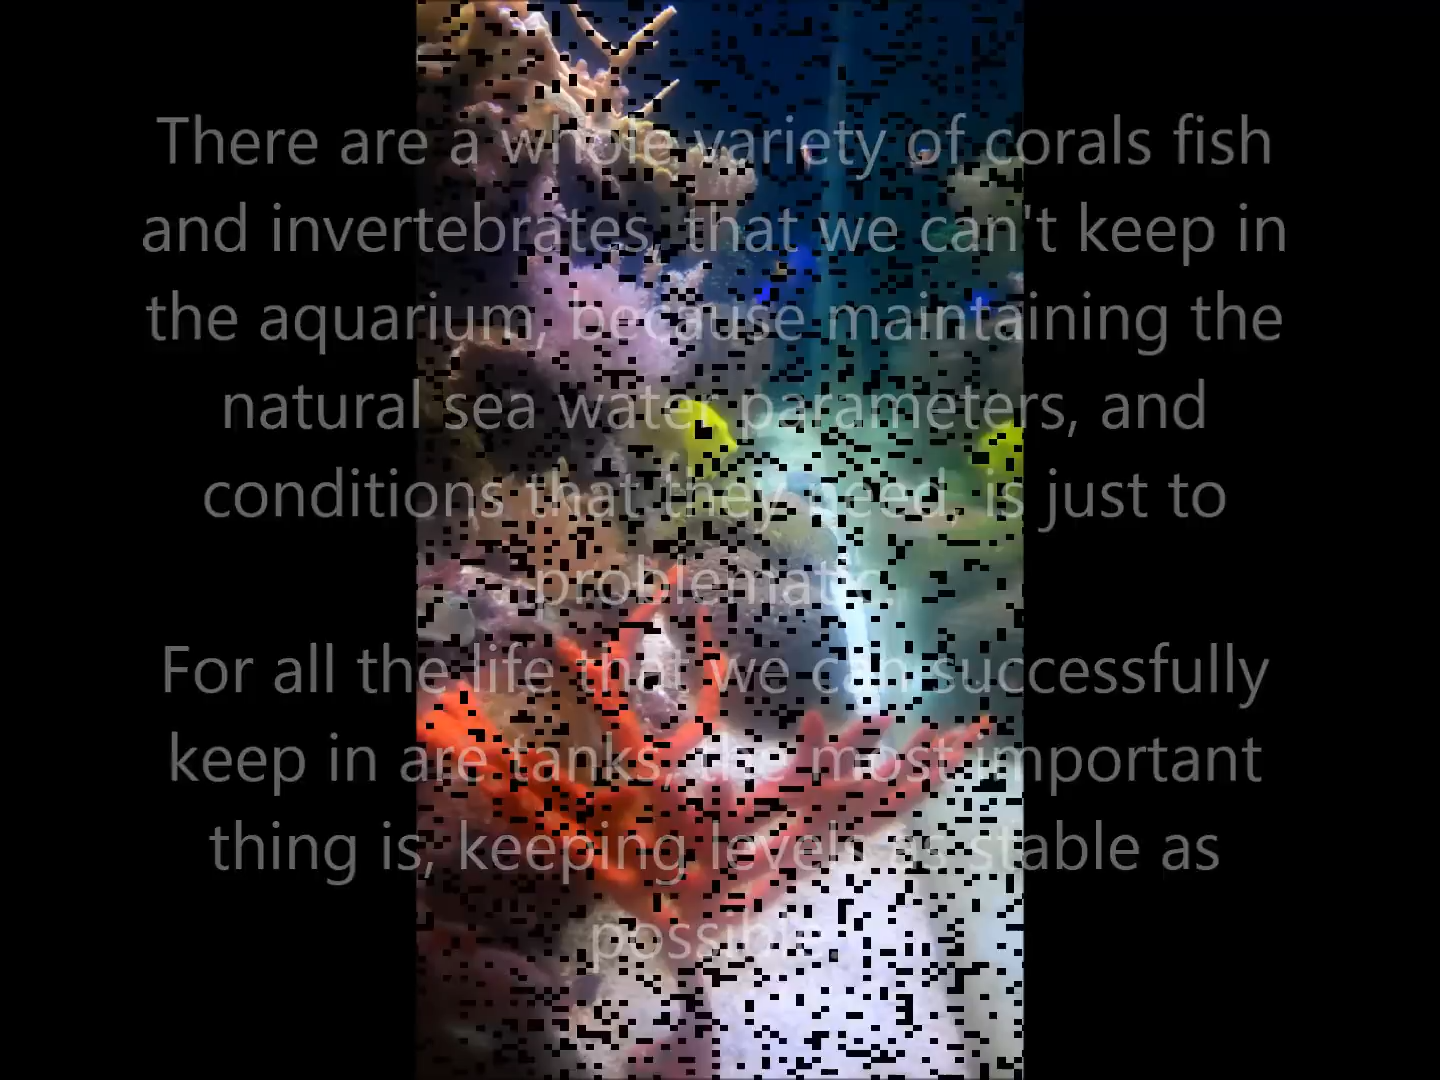 There are a whole variety of corals fish
and invertebrates, that we can't keep in
the aquarium, because maintaining the
natural sea water parameters, and
conditions that they need, is just to
problematic.
For all the life that we can successfully
keep in are tanks, the most important
thing is, keeping levels as stable as
possible.